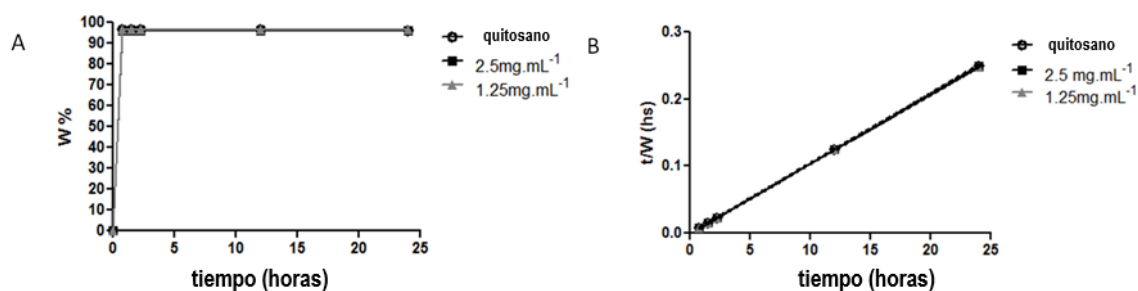 A
W %
100
90
80
70
60
50
40
30
20
10
0
0
5
10
15
20
25
tiempo (horas)
quitosano
2.5mg.mL⁻¹
1.25mg.mL⁻¹
B
t/W (hs)
0.3
0.2
0.1
0.0
0
5
10
15
20
25
tiempo (horas)
quitosano
2.5 mg.mL⁻¹
1.25mg.mL⁻¹